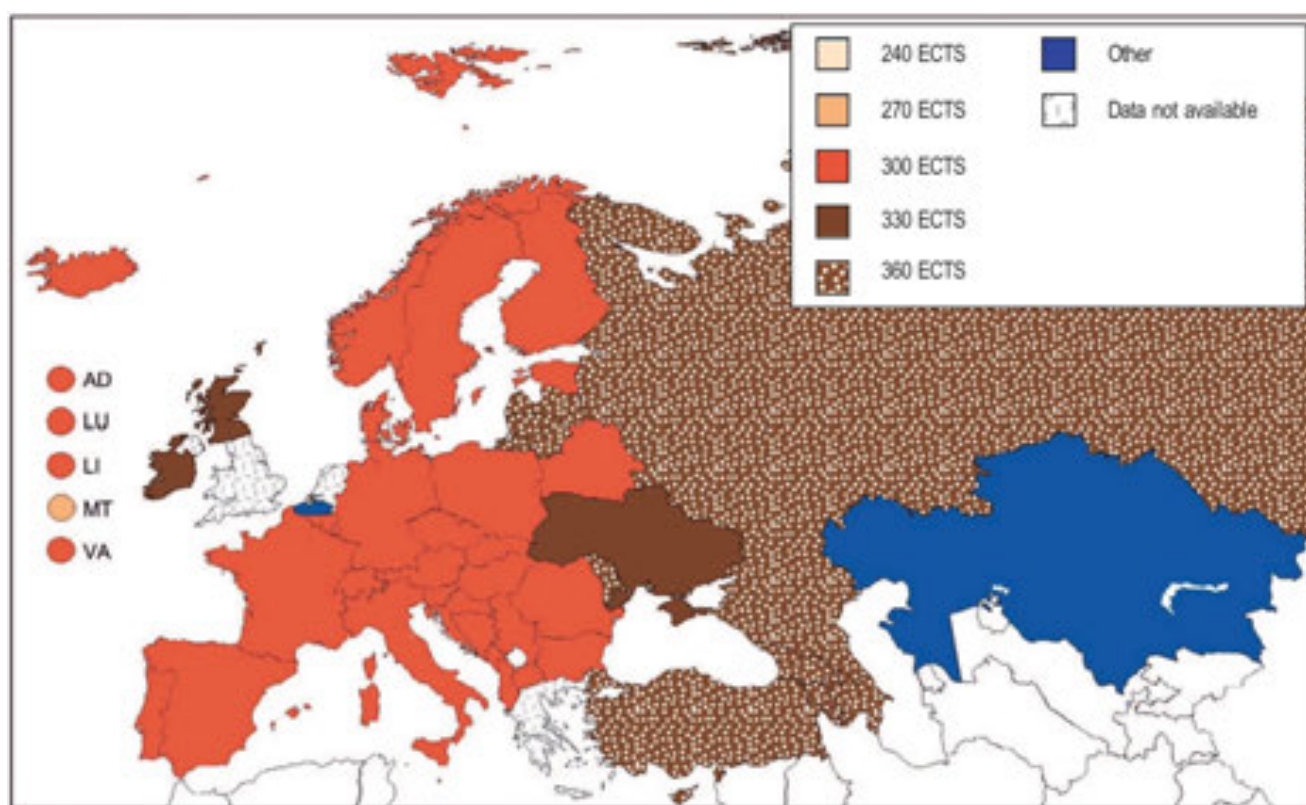 240 ECTS
270 ECTS
300 ECTS
330 ECTS
360 ECTS
Other
Data not available
AD
LU
LI
MT
VA